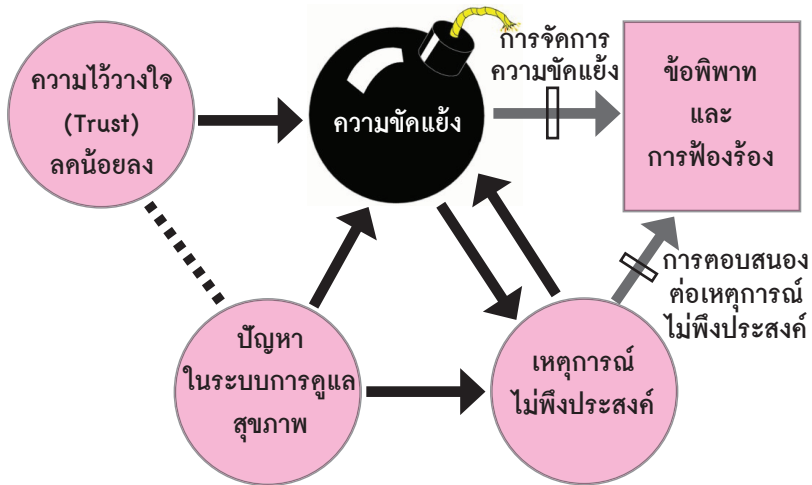 ความไว้วางใจ
(Trust)
ลดน้อยลง
ความขัดแย้ง
การจัดการ
ความขัดแย้ง
ข้อพิพาท
และ
การฟ้องร้อง
ปัญหา
ในระบบการดูแล
สุขภาพ
เหตุการณ์
ไม่พึงประสงค์
การตอบสนอง
ต่อเหตุการณ์
ไม่พึงประสงค์